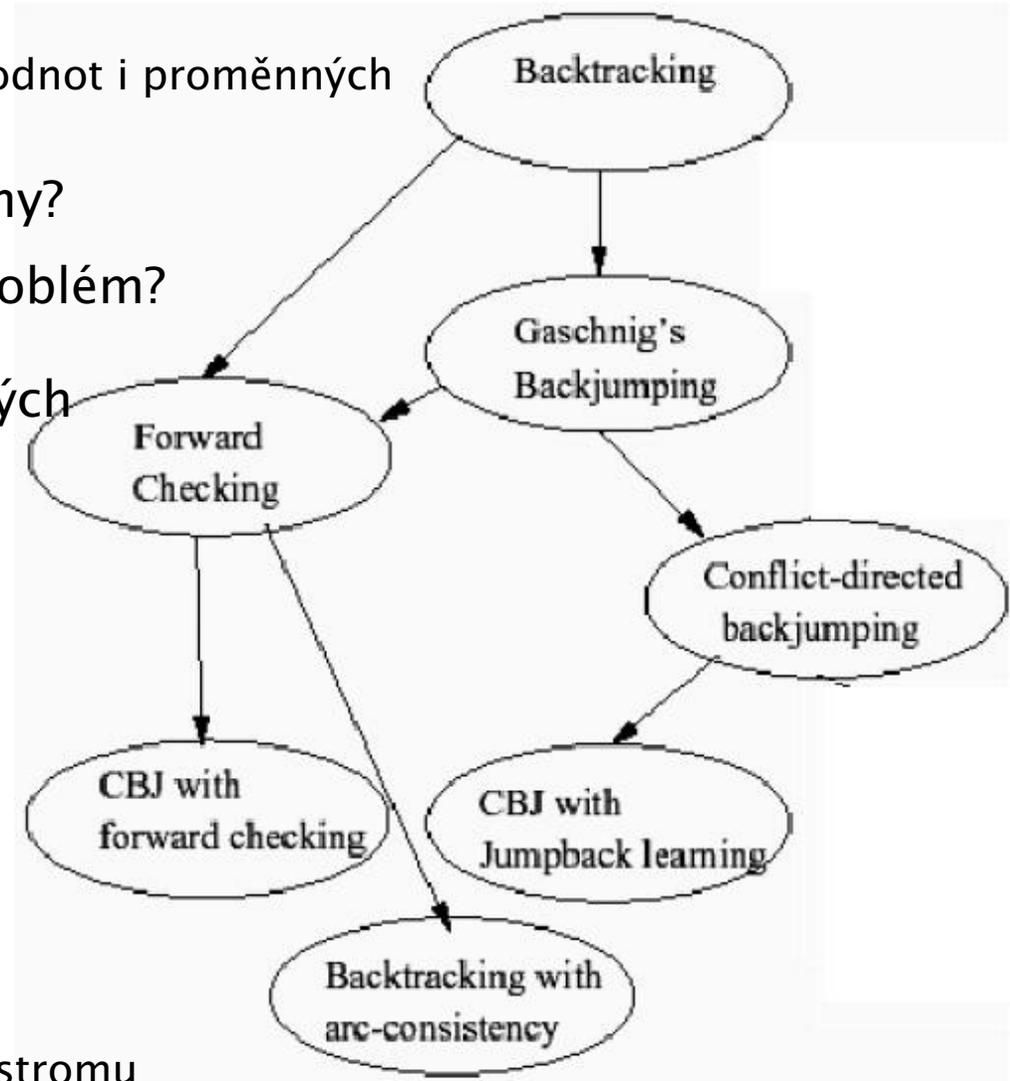 odnot i proměnných
Backtracking
ny?
oblém?
Gaschnig's
Backjumping
ých
Forward
Checking
Conflict-directed
backjumping
CBJ with
forward checking
CBJ with
Jumpback learning
Backtracking with
arc-consistency
stromu